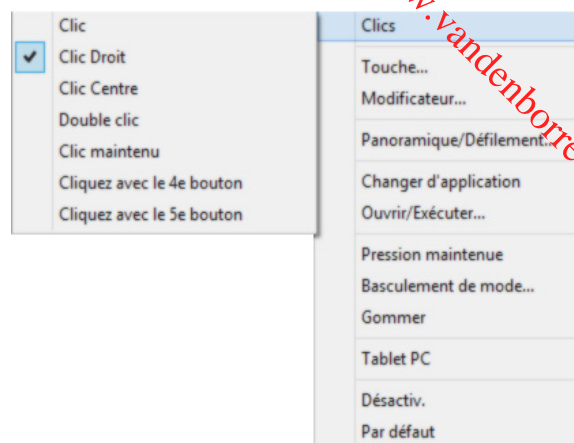 Clic
Clic Droit
Clic Centre
Double clic
Clic maintenu
Cliquez avec le 4e bouton
Cliquez avec le 5e bouton
Clics
Touche...
Modificateur...
Panoramique/Défilement...
Changer d'application
Ouvrir/Exécuter...
Pression maintenue
Basculement de mode...
Gommer
Tablet PC
Désactiv.
Par défaut
.vandenborre